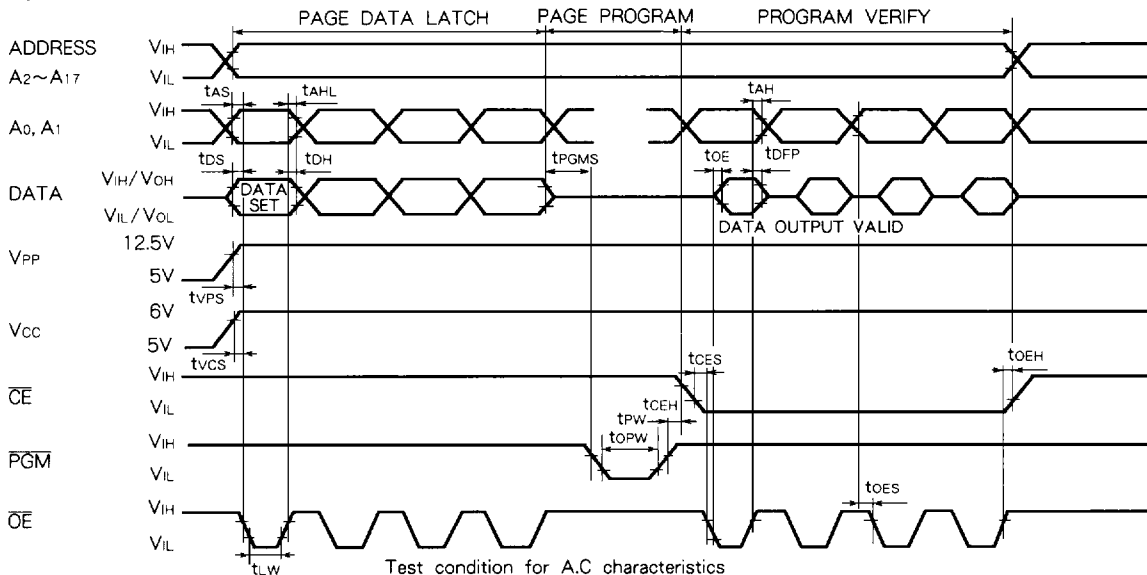 PAGE DATA LATCH PAGE PROGRAM PROGRAM VERIFY
ADDRESS VIH
A2~A17 VIL
tAS tAHL tAH
A0, A1 VIH
VIL
tDS tDH tPGMS tOE tDFP
DATA VIH/VOH
DATA SET
VIL/VOL
DATA OUTPUT VALID
VPP 12.5V
5V
tVPS
VCC 6V
5V
tVCS
tCES tOEH
CE VIH
VIL
tCEH
tPW
tOPW
PGM VIH
VIL
OE VIH
tOES
VIL
tLW
Test condition for A.C characteristics